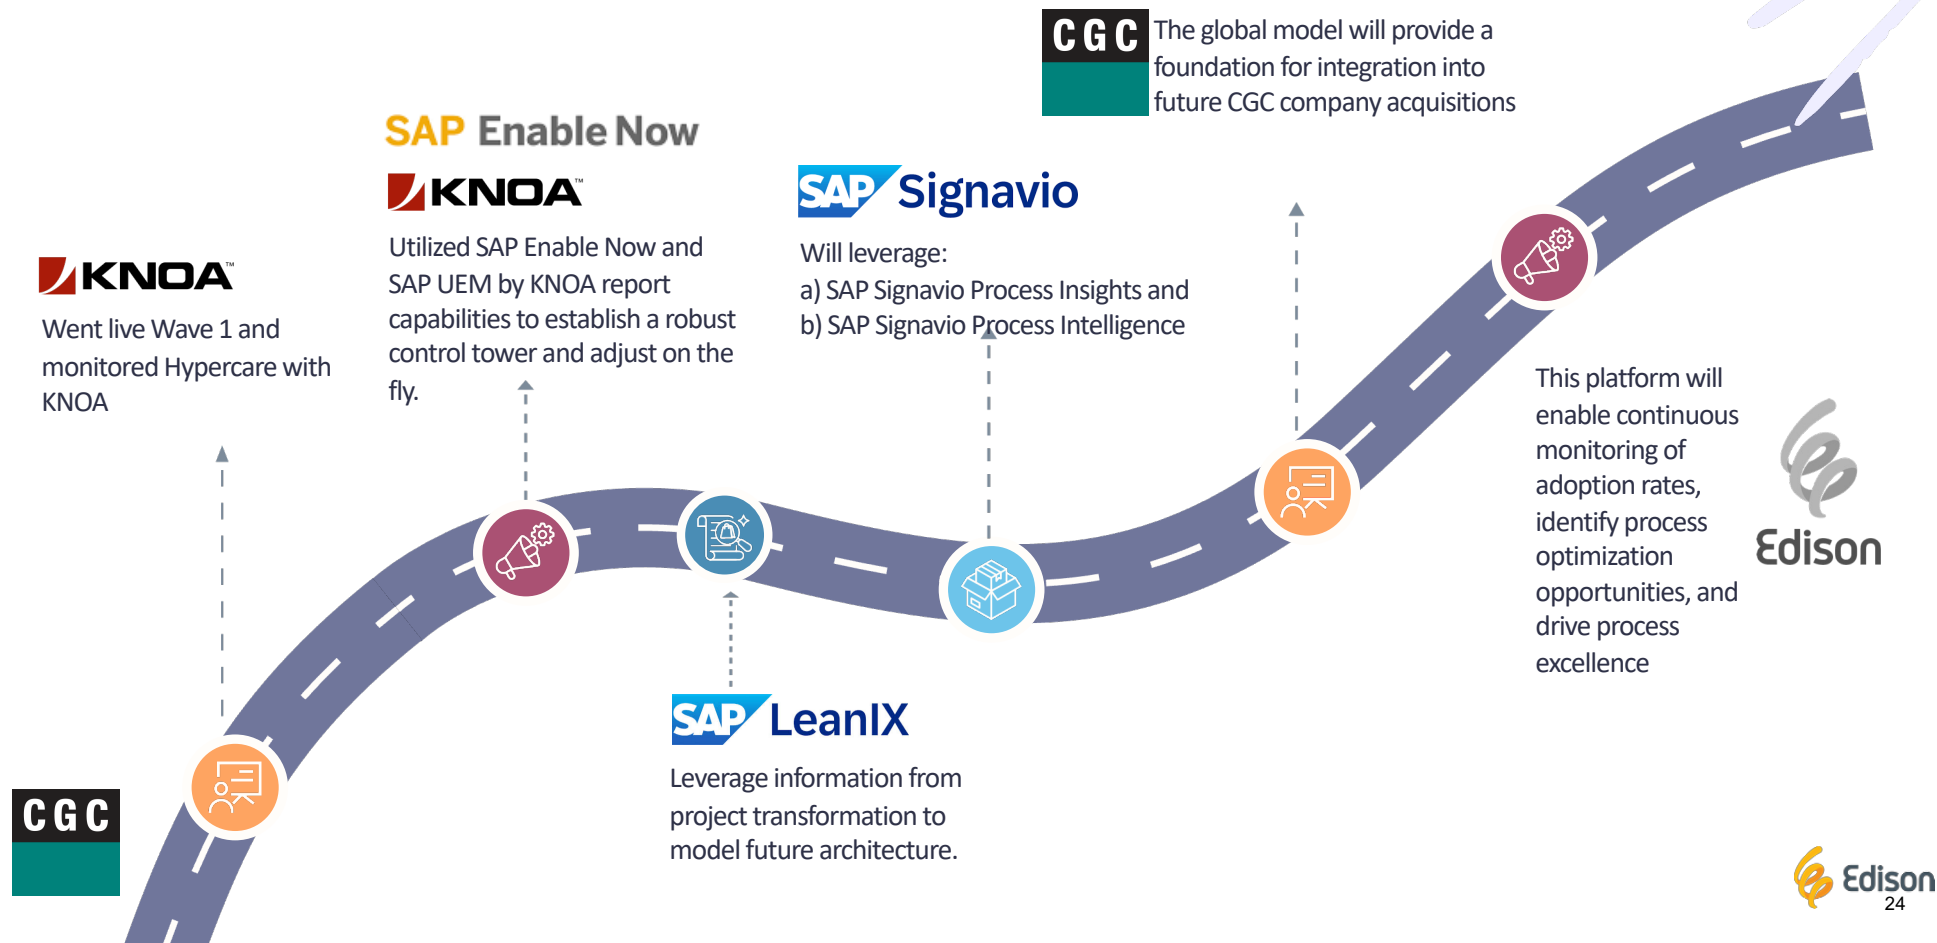 CGC
The global model will provide a
foundation for integration into
future CGC company acquisitions
SAP Enable Now
KNOA™
Utilized SAP Enable Now and
SAP UEM by KNOA report
capabilities to establish a robust
control tower and adjust on the
fly.
SAP Signavio
Will leverage:
a) SAP Signavio Process Insights and
b) SAP Signavio Process Intelligence
KNOA™
Went live Wave 1 and
monitored Hypercare with
KNOA
This platform will
enable continuous
monitoring of
adoption rates,
identify process
optimization
opportunities, and
drive process
excellence
Edison
SAP LeanIX
Leverage information from
project transformation to
model future architecture.
CGC
Edison
24